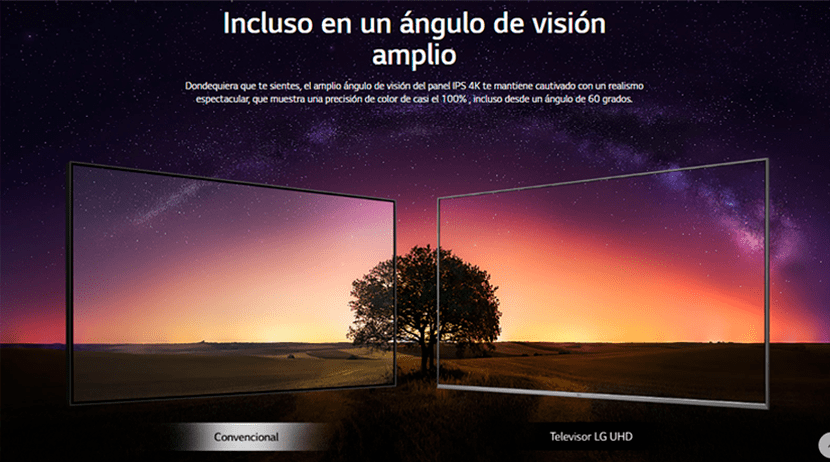 Incluso en un ángulo de visión
amplio
Dondequiera que te sientes, el amplio ángulo de visión del panel IPS 4K te mantiene cautivado con un realismo
espectacular, que muestra una precisión de color de casi el 100% , incluso desde un ángulo de 60 grados.
Convencional
Televisor LG UHD